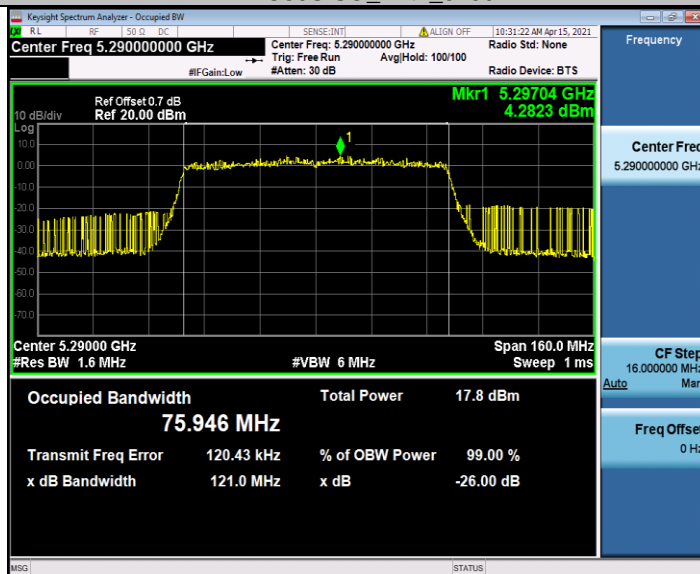 Keysight Spectrum Analyzer - Occupied BW
RL RF 50 Ω DC SENSE:INT ALIGN OFF 10:31:22 AM Apr 15, 2021
Center Freq 5.290000000 GHz
Center Freq: 5.290000000 GHz
Radio Std: None
Trig: Free Run Avg|Hold: 100/100
#IFGain:Low #Atten: 30 dB Radio Device: BTS
Frequency
Ref Offset 0.7 dB
Mkr1 5.29704 GHz
10 dB/div Ref 20.00 dBm
4.2823 dBm
Log
10.0
0.00
-10.0
-20.0
-30.0
-40.0
-50.0
-60.0
-70.0
1
Center 5.29000 GHz Span 160.0 MHz
#Res BW 1.6 MHz #VBW 6 MHz Sweep 1 ms
Occupied Bandwidth Total Power 17.8 dBm
75.946 MHz
Transmit Freq Error 120.43 kHz % of OBW Power 99.00 %
x dB Bandwidth 121.0 MHz x dB -26.00 dB
Center Freq
5.290000000 GHz
CF Step
16.000000 MHz
Auto Man
Freq Offset
0 Hz
MSG STATUS